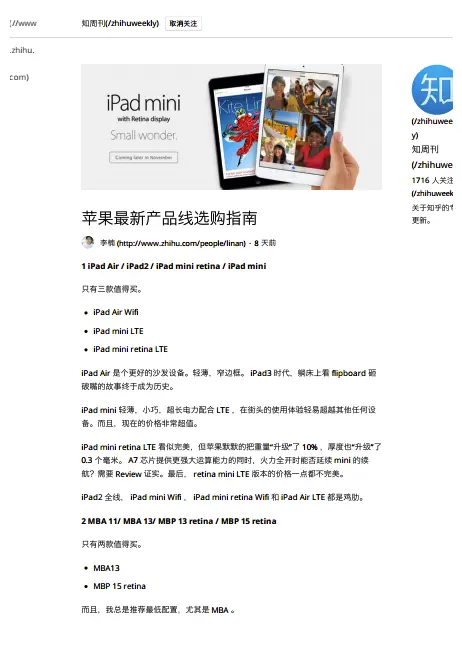 (//www
.zhihu.
com)
知周刊(/zhihuweekly) 取消关注
iPad mini
with Retina display
Small wonder.
Coming later in November
知
(/zhihuwee
y)
知周刊
(/zhihuwee
1716 人关注
(/zhihuweek
关于知乎的
更新。
苹果最新产品线选购指南
李楠 (http://www.zhihu.com/people/linan) · 8 天前
1 iPad Air / iPad2 / iPad mini retina / iPad mini
只有三款值得买。
• iPad Air Wifi
• iPad mini LTE
• iPad mini retina LTE
iPad Air 是个更好的沙发设备。轻薄，窄边框。 iPad3 时代，躺床上看 flipboard 砸
破嘴的故事终于成为历史。
iPad mini 轻薄，小巧，超长电力配合 LTE ，在街头的使用体验轻易超越其他任何设
备。而且，现在的价格非常超值。
iPad mini retina LTE 看似完美，但苹果默默的把重量“升级”了 10% ，厚度也“升级”了
0.3 个毫米。 A7 芯片提供更强大运算能力的同时，火力全开时能否延续 mini 的续
航？需要 Review 证实。最后， retina mini LTE 版本的价格一点都不完美。
iPad2 全线， iPad mini Wifi ， iPad mini retina Wifi 和 iPad Air LTE 都是鸡肋。
2 MBA 11/ MBA 13/ MBP 13 retina / MBP 15 retina
只有两款值得买。
• MBA13
• MBP 15 retina
而且，我总是推荐最低配置，尤其是 MBA 。